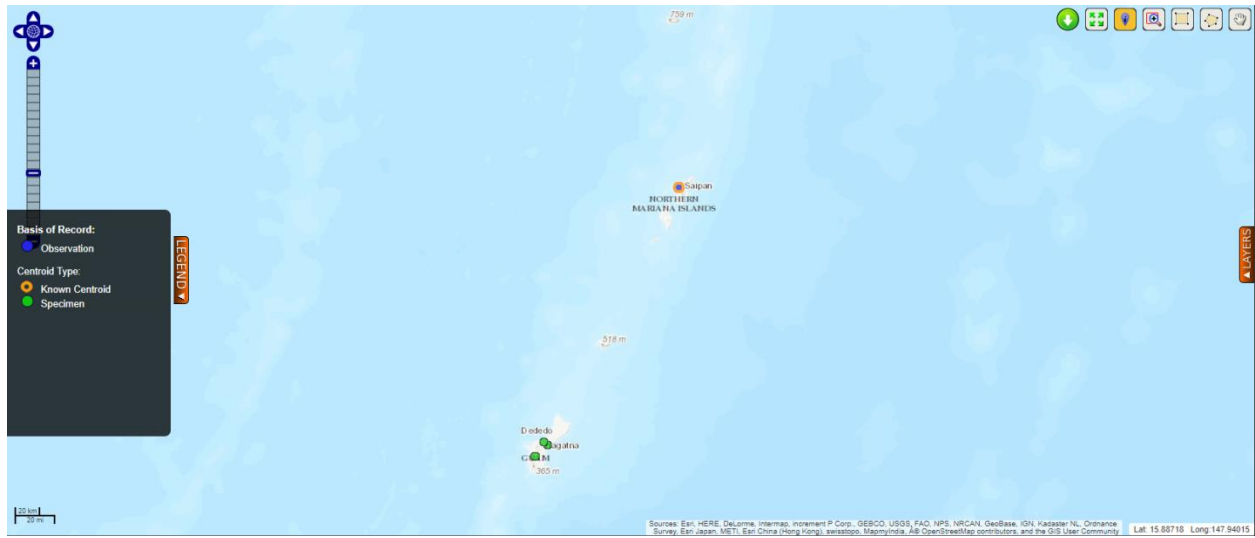 759 m
Saipan
NORTHERN
MARIANA ISLANDS
Basis of Record:
Observation
Centroid Type:
Known Centroid
Specimen
LEGEND
LAYERS
518 m
Dededo
365 m
20 km
20 mi
Sources: Esri, HERE, DeLorme, Intermap, increment P Corp., GEBCO, USGS, FAO, NPS, NRCAN, GeoBase, IGN, Kadaster NL, Ordnance
Survey, Esri Japan, METI, Esri China (Hong Kong), swisstopo, MapmyIndia, Â® OpenStreetMap contributors, and the GIS User Community
Lat: 15.88718 Long:147.94015